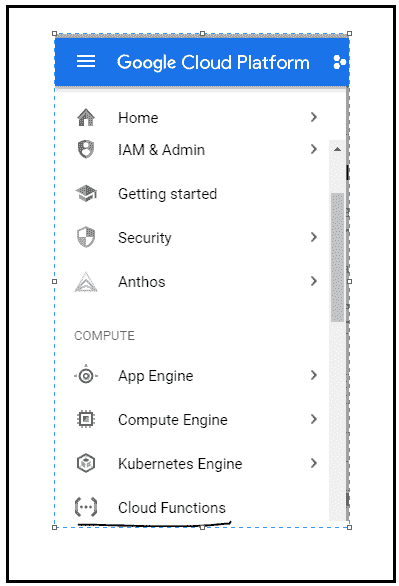 Google Cloud Platform
Home
IAM & Admin
Getting started
Security
Anthos
COMPUTE
App Engine
Compute Engine
Kubernetes Engine
Cloud Functions